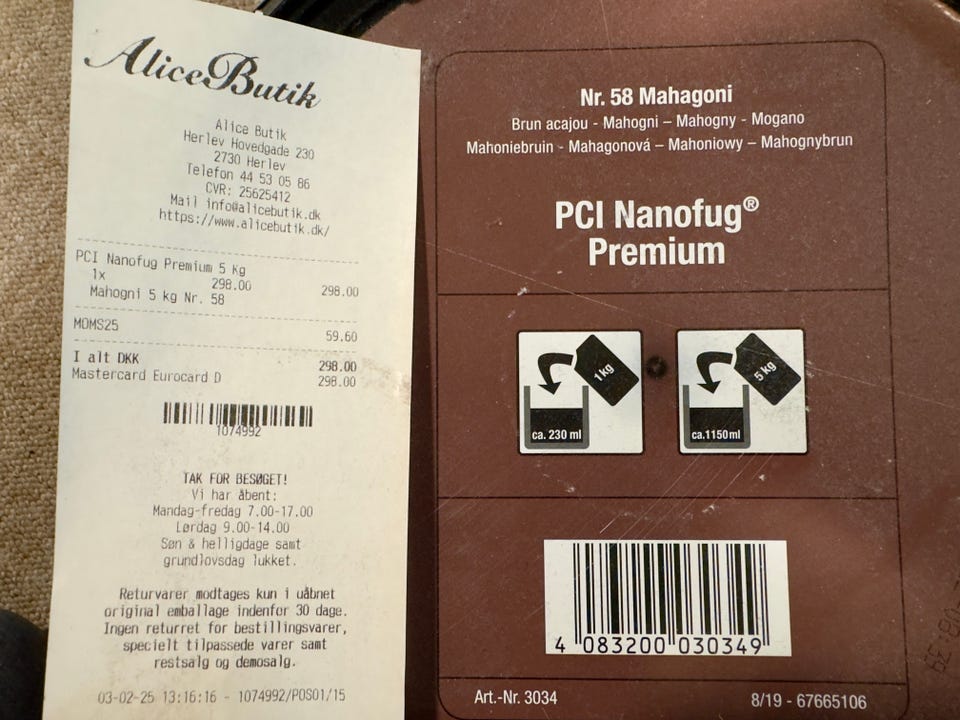 Alice Butik
Alice Butik
Herlev Hovedgade 230
2730 Herlev
Telefon 44 53 05 86
CVR: 25625412
Mail info@alicebutik.dk
https://www.alicebutik.dk/
PCI Nanofug Premium 5 Kg
1x 298.00 298.00
Mahogni 5 kg Nr. 58
MOMS25 59.60
I alt DKK 298.00
Mastercard Eurocard D 298.00
1074992
TAK FOR BESØGET!
Vi har åbent:
Mandag-fredag 7.00-17.00
Lørdag 9.00-14.00
Søn & helligdage samt
grundlovsdag lukket.
Returvarer modtages kun i uåbnet
original emballage indenfor 30 dage.
Ingen returret for bestillingsvarer,
specielt tilpassede varer samt
restsalg og demosalg.
03-02-25 13:16:16 - 1074992/POS01/15
Nr. 58 Mahagoni
Brun acajou - Mahogni – Mahogny - Mogano
Mahoniebruin - Mahagonová – Mahoniowy – Mahognybrun
PCI Nanofug®
Premium
1 kg
ca. 230 ml
5 kg
ca.1150ml
4 083200 030349
Art.-Nr. 3034
8/19 - 67665106